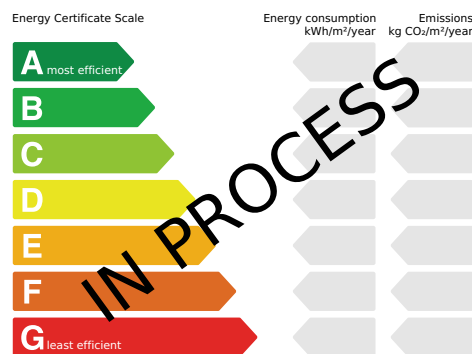 Energy Certificate Scale
Energy consumption
kWh/m²/year
Emissions
kg CO₂/m²/year
A most efficient
B
C
D
E
F
G least efficient
IN PROCESS